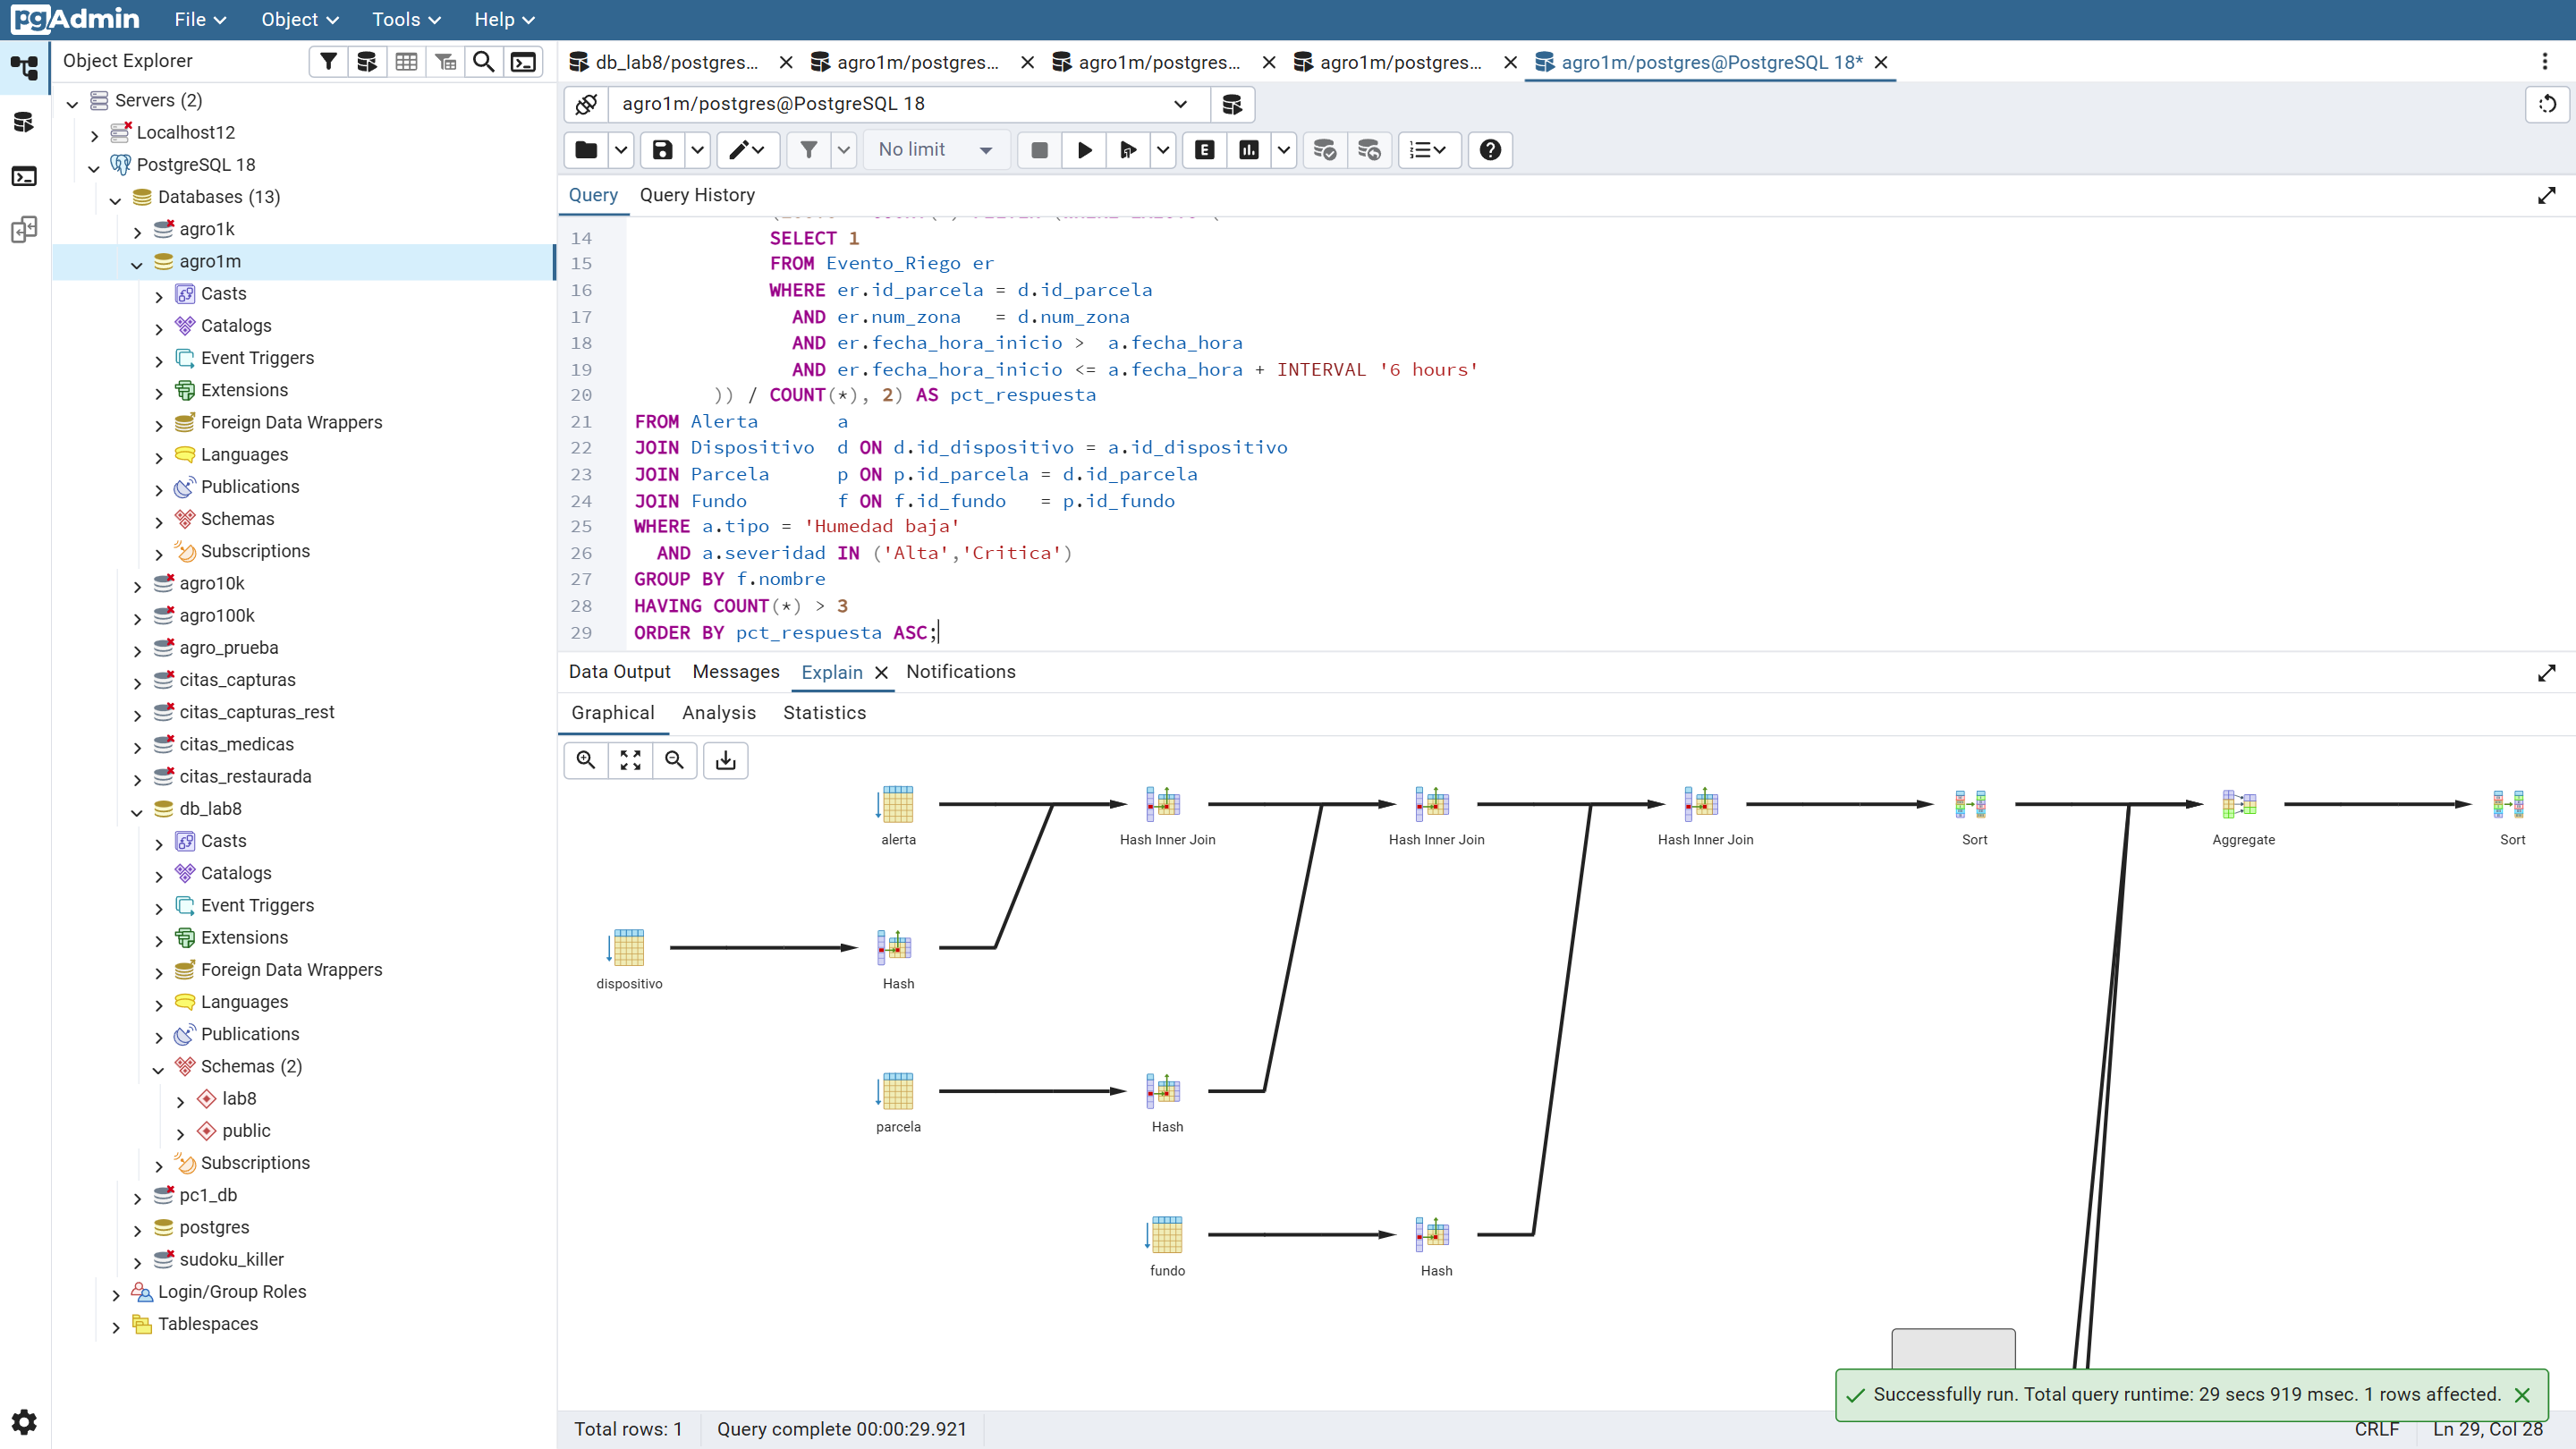 pgAdmin
File
Object
Tools
Help
Object Explorer
db_lab8/postgres...
agro1m/postgres...
agro1m/postgres...
agro1m/postgres...
agro1m/postgres@PostgreSQL 18*
agro1m/postgres@PostgreSQL 18
No limit
E
Query
Query History
Servers (2)
Localhost12
PostgreSQL 18
Databases (13)
agro1k
agro1m
Casts
Catalogs
Event Triggers
Extensions
Foreign Data Wrappers
Languages
Publications
Schemas
Subscriptions
agro10k
agro100k
agro_prueba
citas_capturas
citas_capturas_rest
citas_medicas
citas_restaurada
db_lab8
Casts
Catalogs
Event Triggers
Extensions
Foreign Data Wrappers
Languages
Publications
Schemas (2)
lab8
public
Subscriptions
pc1_db
postgres
sudoku_killer
Login/Group Roles
Tablespaces
14 SELECT 1
15 FROM Evento_Riego er
16 WHERE er.id_parcela = d.id_parcela
17 AND er.num_zona = d.num_zona
18 AND er.fecha_hora_inicio > a.fecha_hora
19 AND er.fecha_hora_inicio <= a.fecha_hora + INTERVAL '6 hours'
20 )) / COUNT(*), 2) AS pct_respuesta
21 FROM Alerta a
22 JOIN Dispositivo d ON d.id_dispositivo = a.id_dispositivo
23 JOIN Parcela p ON p.id_parcela = d.id_parcela
24 JOIN Fundo f ON f.id_fundo = p.id_fundo
25 WHERE a.tipo = 'Humedad baja'
26 AND a.severidad IN ('Alta','Critica')
27 GROUP BY f.nombre
28 HAVING COUNT(*) > 3
29 ORDER BY pct_respuesta ASC;
Data Output
Messages
Explain
Notifications
Graphical
Analysis
Statistics
alerta
Hash Inner Join
Hash Inner Join
Hash Inner Join
Sort
Aggregate
Sort
dispositivo
Hash
parcela
Hash
fundo
Hash
Successfully run. Total query runtime: 29 secs 919 msec. 1 rows affected.
Total rows: 1
Query complete 00:00:29.921
CRLF
Ln 29, Col 28